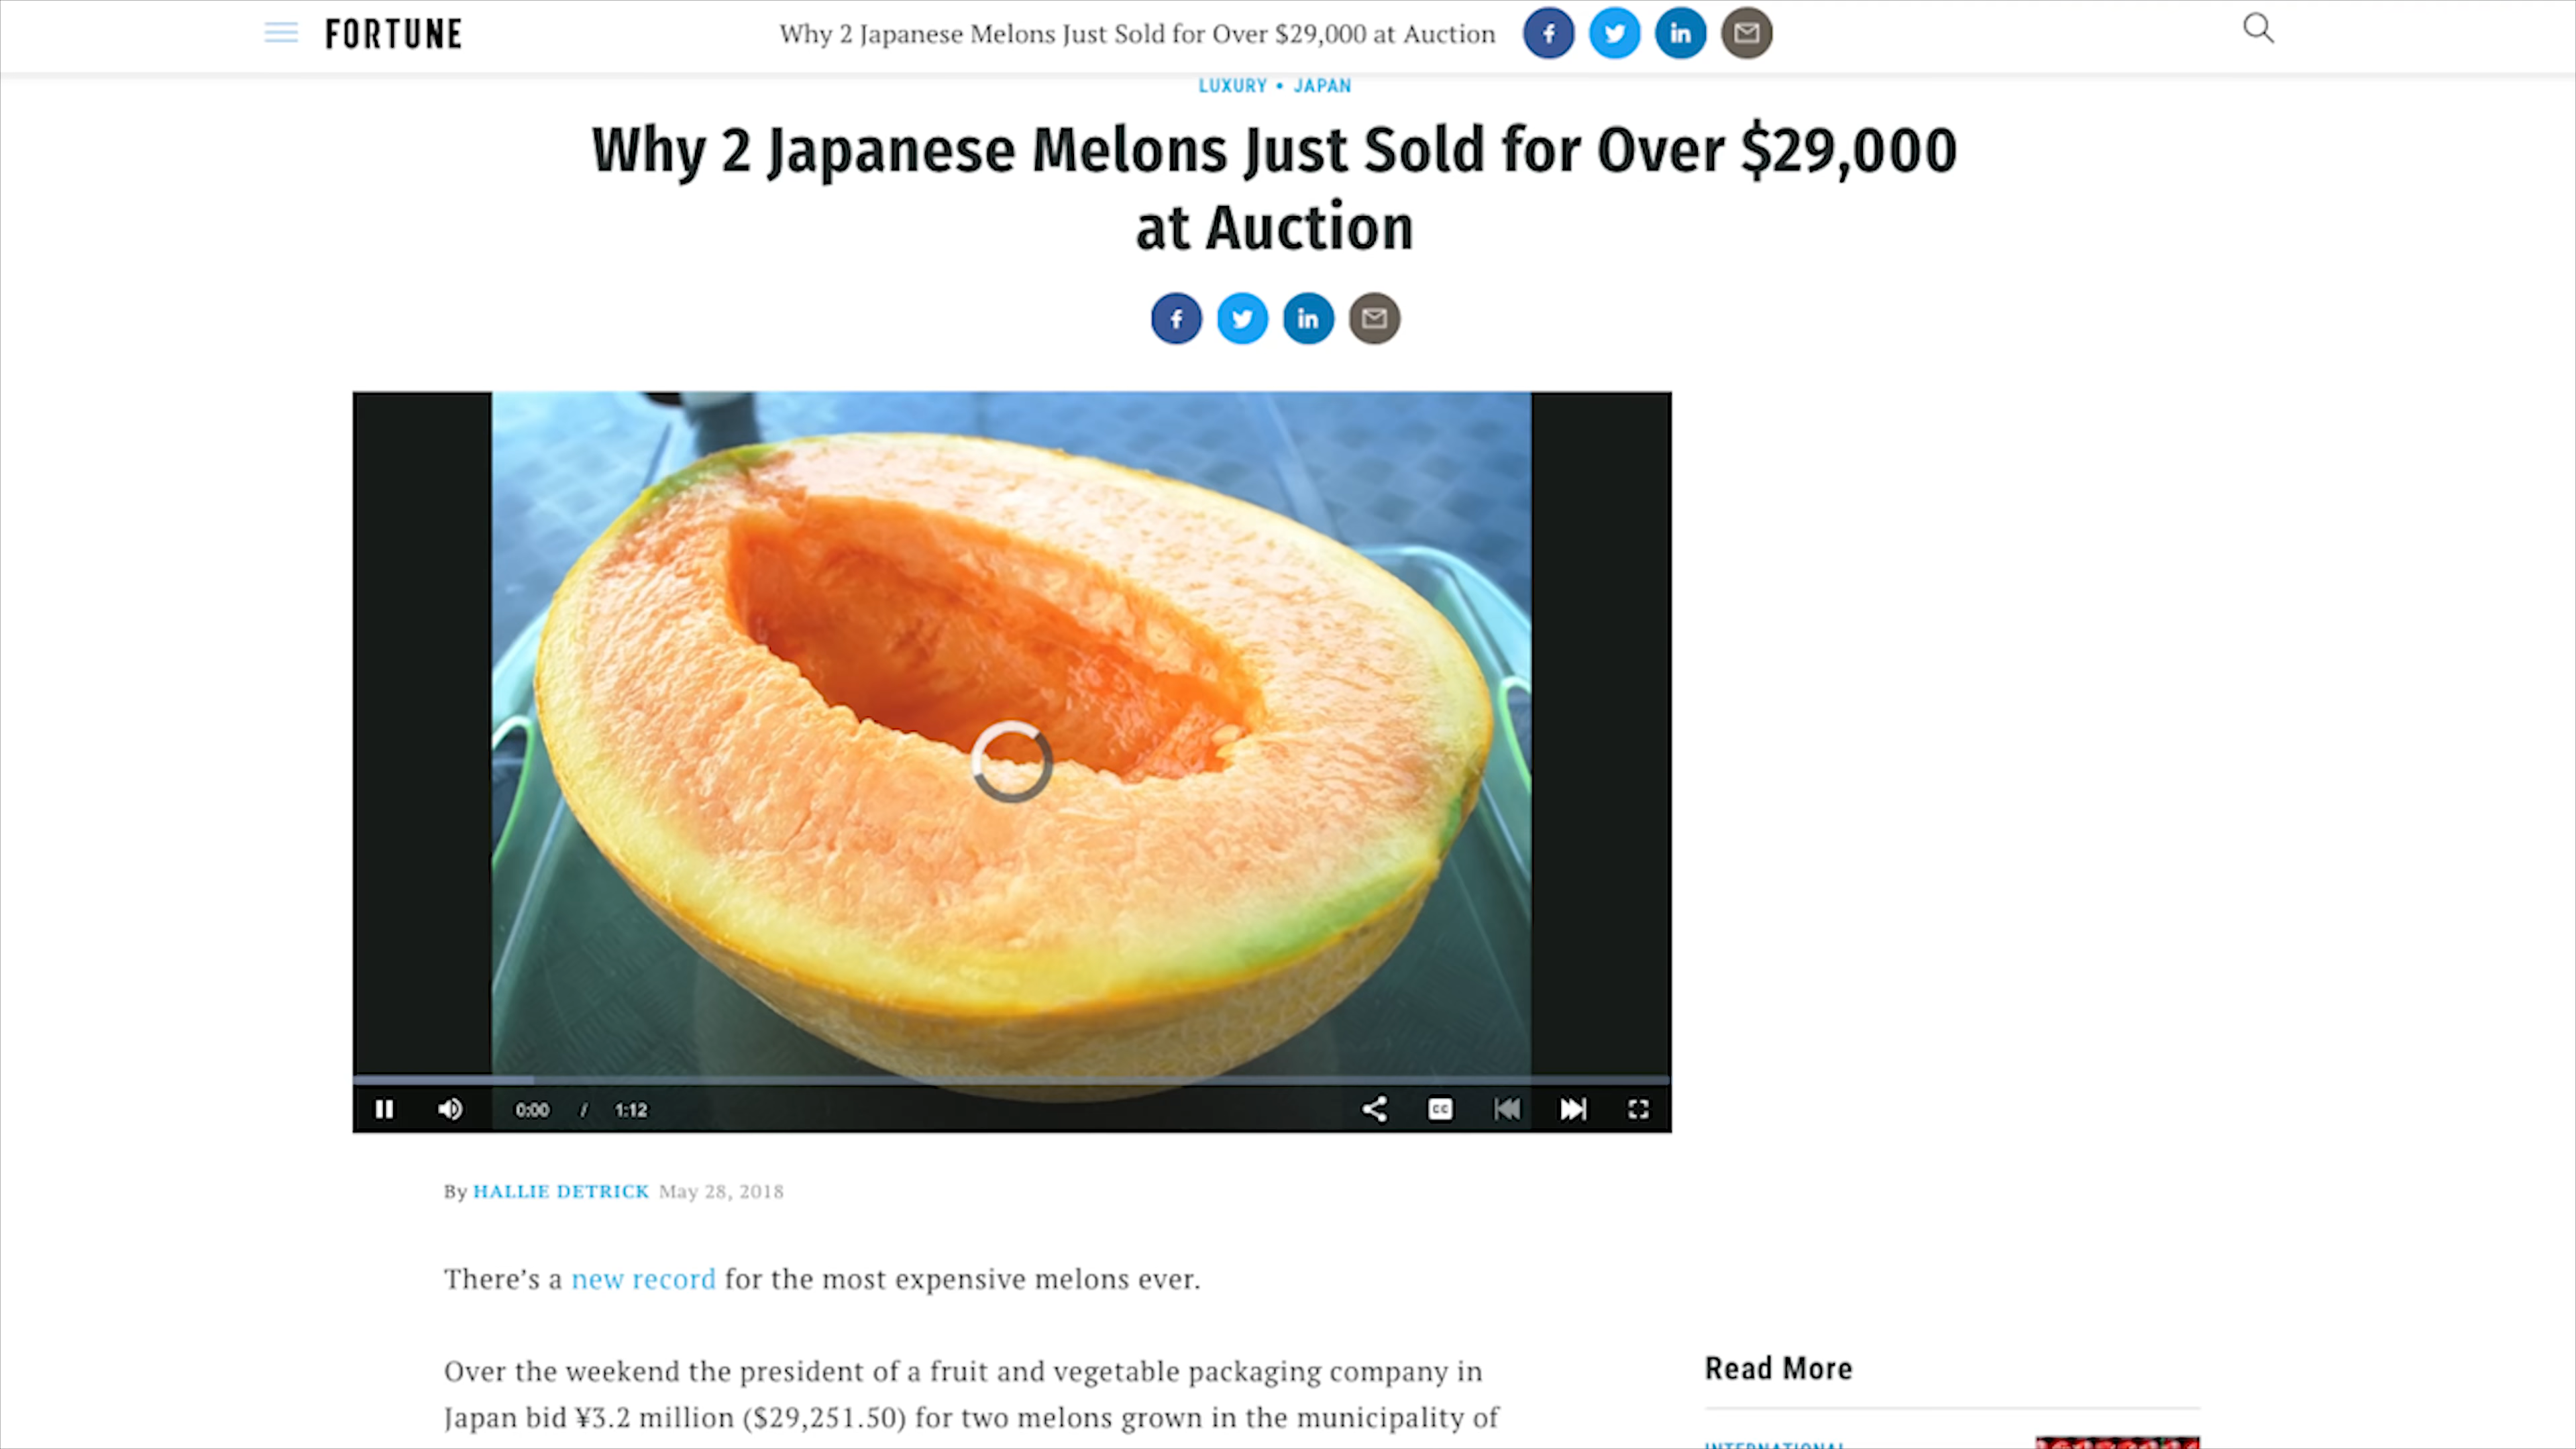 FORTUNE
Why 2 Japanese Melons Just Sold for Over $29,000 at Auction
f
in
LUXURY • JAPAN
Why 2 Japanese Melons Just Sold for Over $29,000
at Auction
f
in
0:00 / 1:12
CC
By HALLIE DETRICK May 28, 2018
There's a new record for the most expensive melons ever.
Over the weekend the president of a fruit and vegetable packaging company in
Japan bid ¥3.2 million ($29,251.50) for two melons grown in the municipality of
Read More
INTERNATIONAL